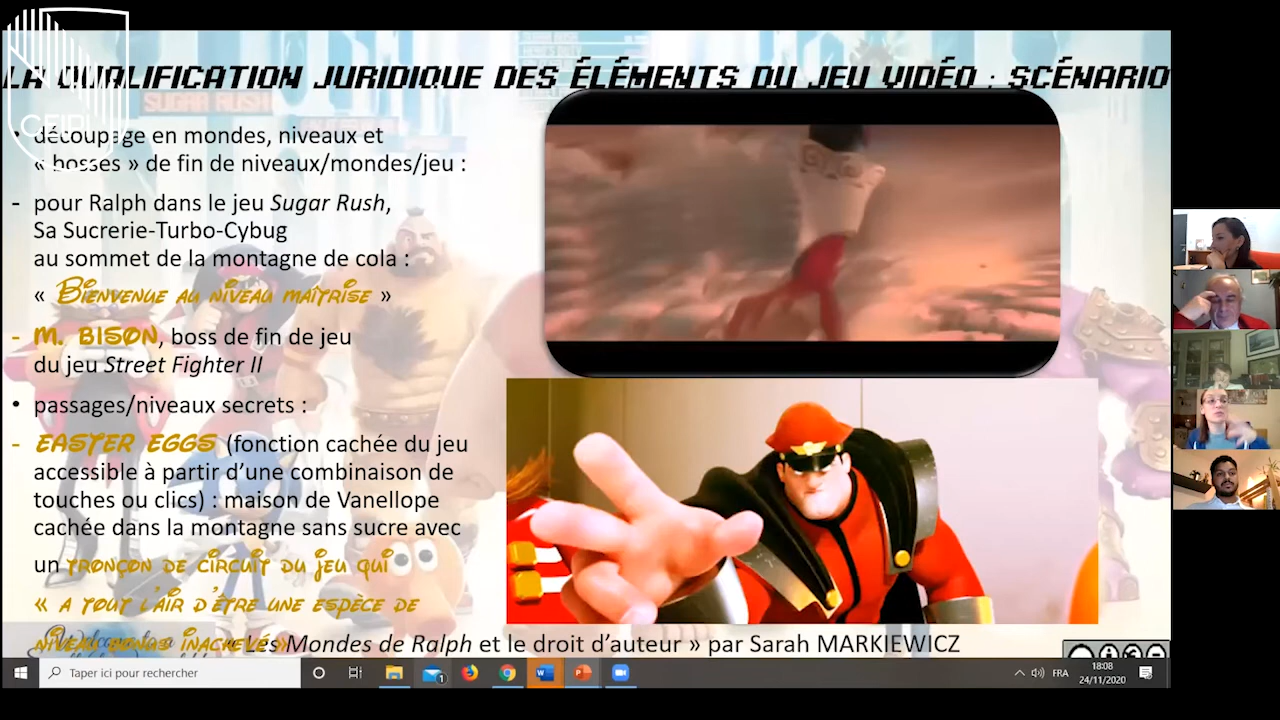 LA QUALIFICATION JURIDIQUE DES ÉLÉMENTS DU JEU VIDÉO : SCÉNARIO
CEIPI
SUGAR RUSH
• découpage en mondes, niveaux et
« bosses » de fin de niveaux/mondes/jeu :
- pour Ralph dans le jeu Sugar Rush,
Sa Sucrerie-Turbo-Cybug
au sommet de la montagne de cola :
« Bienvenue au niveau maîtrise »
- M. BISON, boss de fin de jeu
du jeu Street Fighter II
• passages/niveaux secrets :
- EASTER EGGS (fonction cachée du jeu
accessible à partir d'une combinaison de
touches ou clics) : maison de Vanellope
cachée dans la montagne sans sucre avec
un tronçon de circuit du jeu qui
« a tout l'air d'être une espèce de
niveau bonus inachevé »
« Les Mondes de Ralph et le droit d'auteur » par Sarah MARKIEWICZ
Taper ici pour rechercher
1
FRA
18:08
24/11/2020